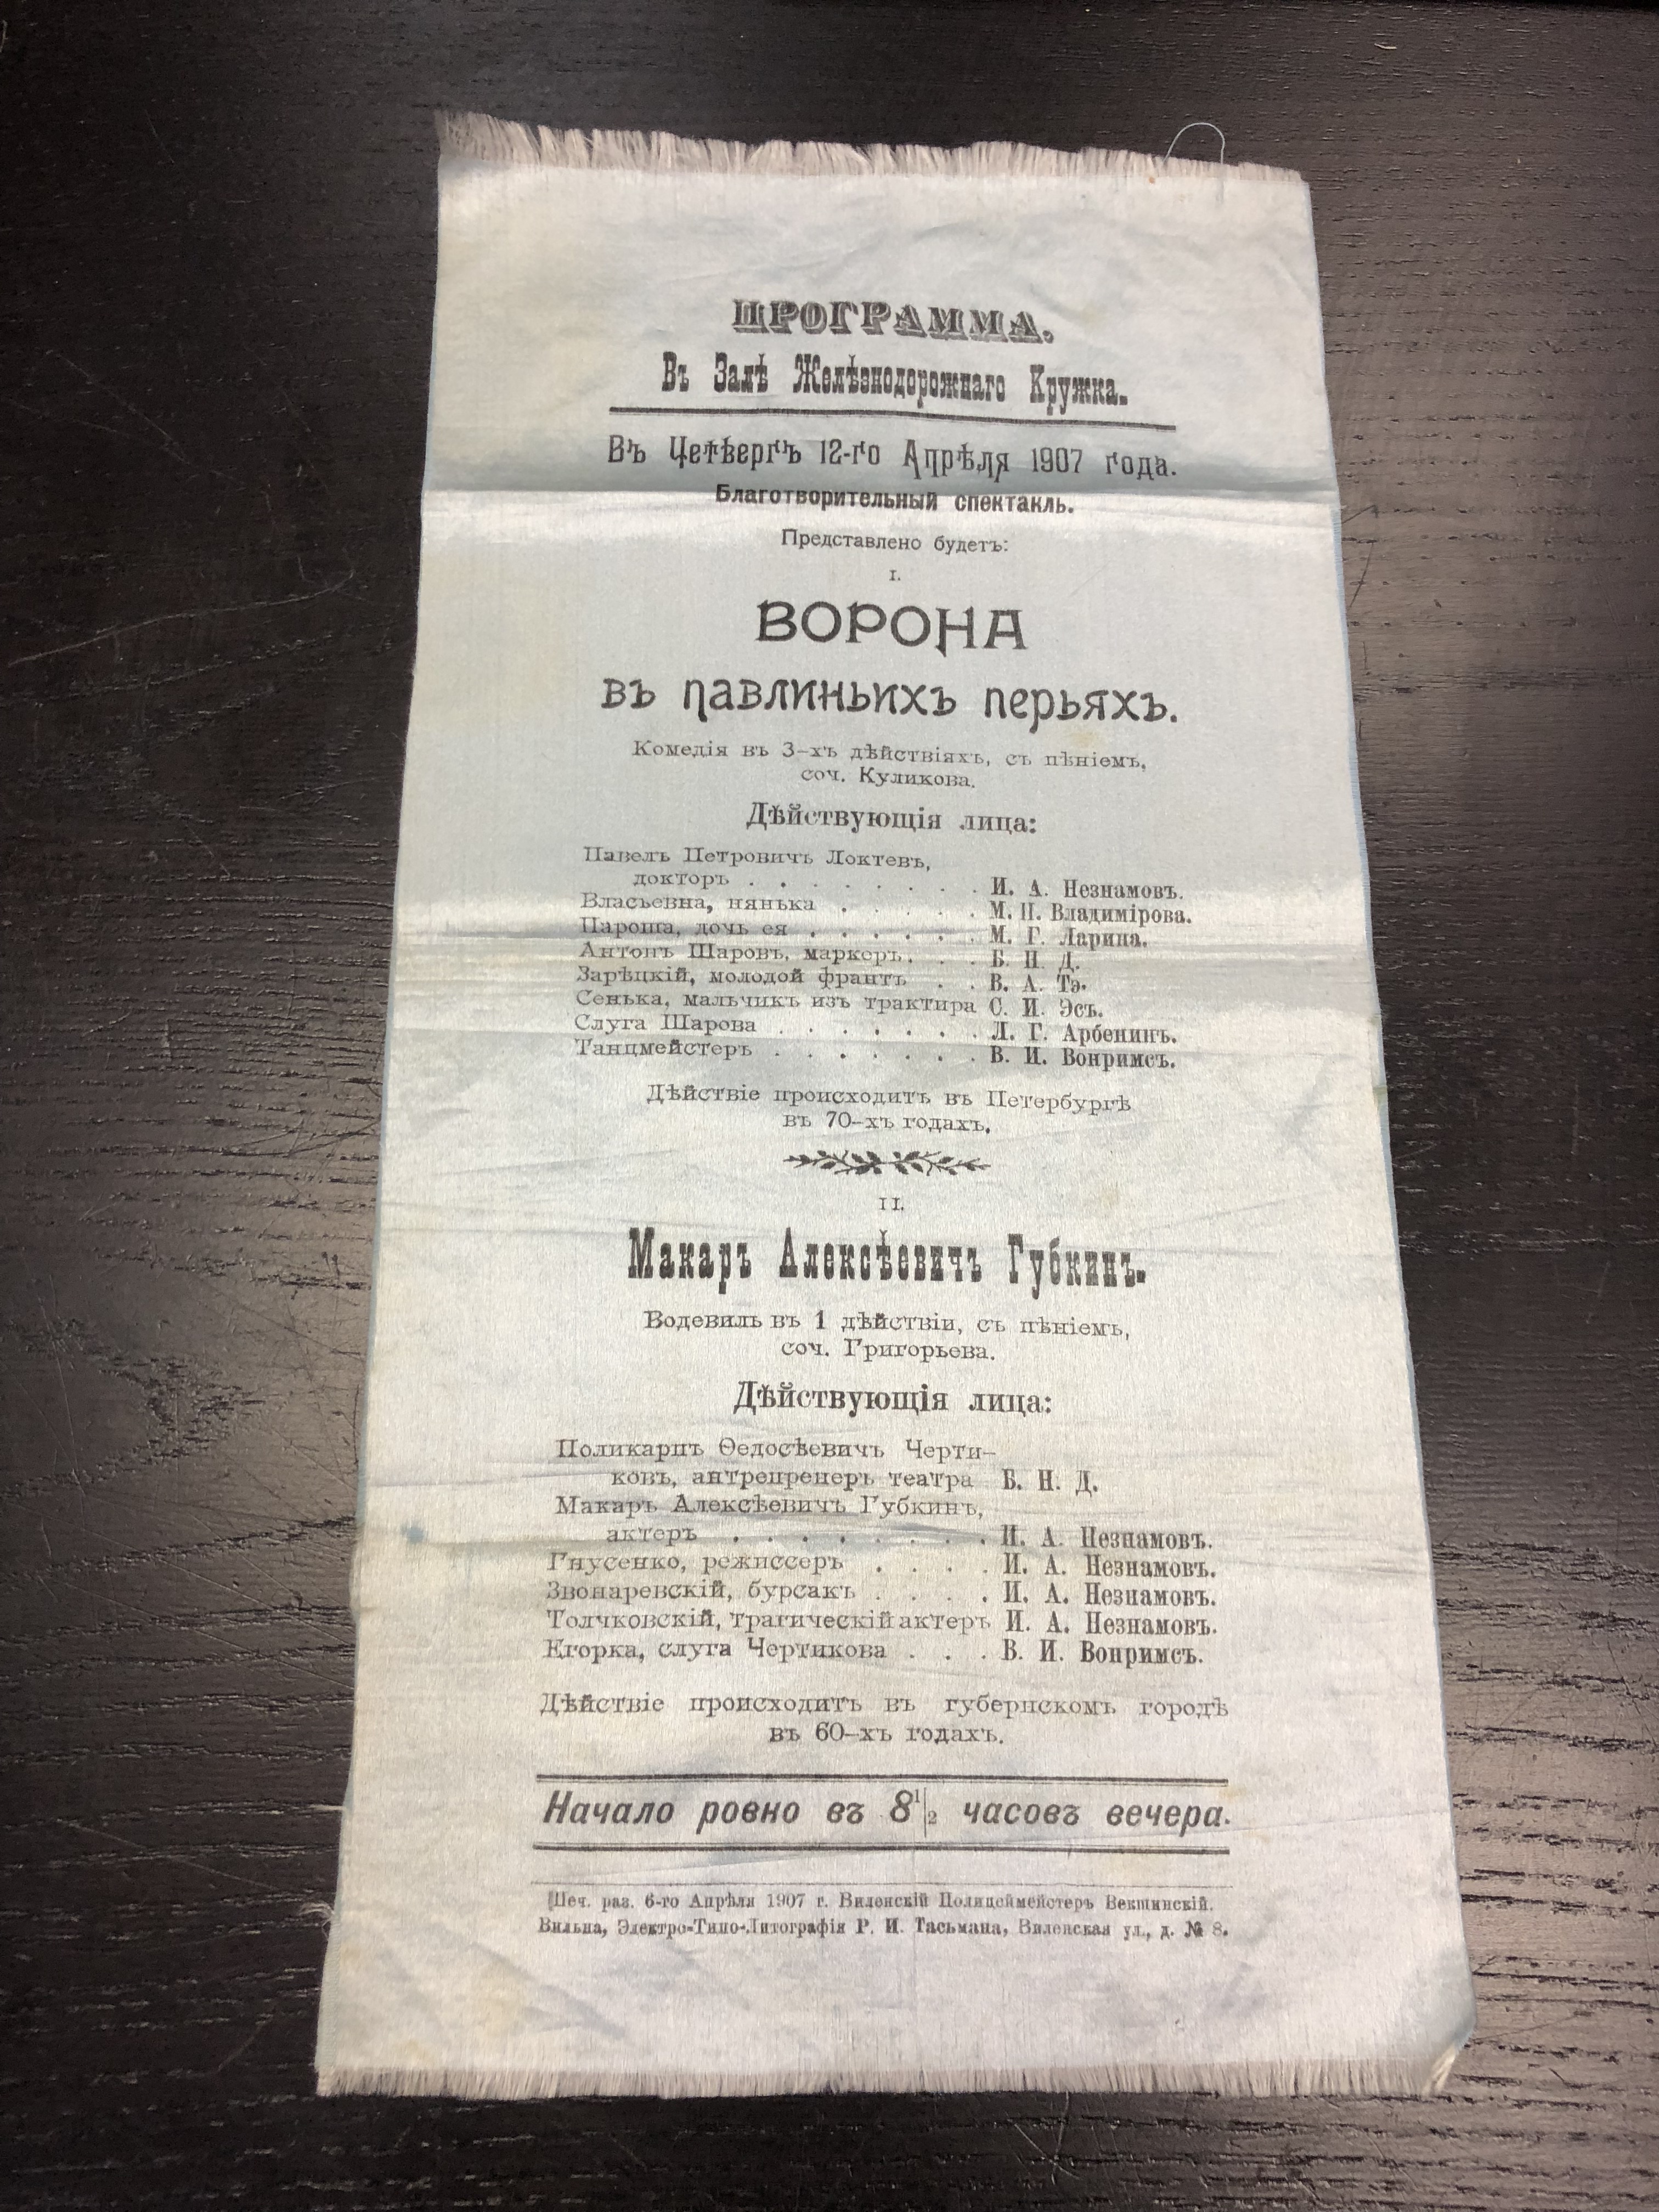 ПРОГРАММА.
Въ Залѣ Желѣзнодорожнаго Кружка.
Въ Четвергъ 12-го Апрѣля 1907 года.
Благотворительный спектакль.
Представлено будетъ:
I.
ВОРОНА
въ павлиньихъ перьяхъ.
Комедія въ 3-хъ дѣйствіяхъ, съ пѣніемъ,
соч. Куликова.
Дѣйствующія лица:
Павелъ Петровичъ Локтевъ,
докторъ . . . . . . . . И. А. Незнамовъ.
Власьевна, нянька . . . . . М. П. Владимірова.
Пароша, дочь ея . . . . . . М. Г. Ларина.
Антонъ Шаровъ, маркеръ. . . Б. Н. Д.
Зарѣцкій, молодой франтъ . . В. А. Тэ.
Сенька, мальчикъ изъ трактира С. И. Эсъ.
Слуга Шарова . . . . . . . Л. Г. Арбенинъ.
Танцмейстеръ . . . . . . . В. И. Вонримсъ.
Дѣйствіе происходитъ въ Петербургѣ
въ 70-хъ годахъ.
II.
Макаръ Алексѣевичъ Губкинъ.
Водевиль въ 1 дѣйствіи, съ пѣніемъ,
соч. Григорьева.
Дѣйствующія лица:
Поликарпъ Ѳедосѣевичъ Черти-
ковъ, антрепренеръ театра Б. Н. Д.
Макаръ Алексѣевичъ Губкинъ,
актеръ . . . . . . . . И. А. Незнамовъ.
Гнусенко, режиссеръ . . . . И. А. Незнамовъ.
Звонаревскій, бурсакъ . . . . И. А. Незнамовъ.
Толчковскій, трагическій актеръ И. А. Незнамовъ.
Егорка, слуга Чертикова . . . В. И. Вонримсъ.
Дѣйствіе происходитъ въ губернскомъ городѣ
въ 60-хъ годахъ.
Начало ровно въ 8 1/2 часовъ вечера.
Печ. раз. 6-го Апрѣля 1907 г. Виленскій Полицеймейстеръ Векшинскій.
Вильна, Электро-Типо-Литографія Р. И. Тасьмана, Виленская ул., д. № 8.